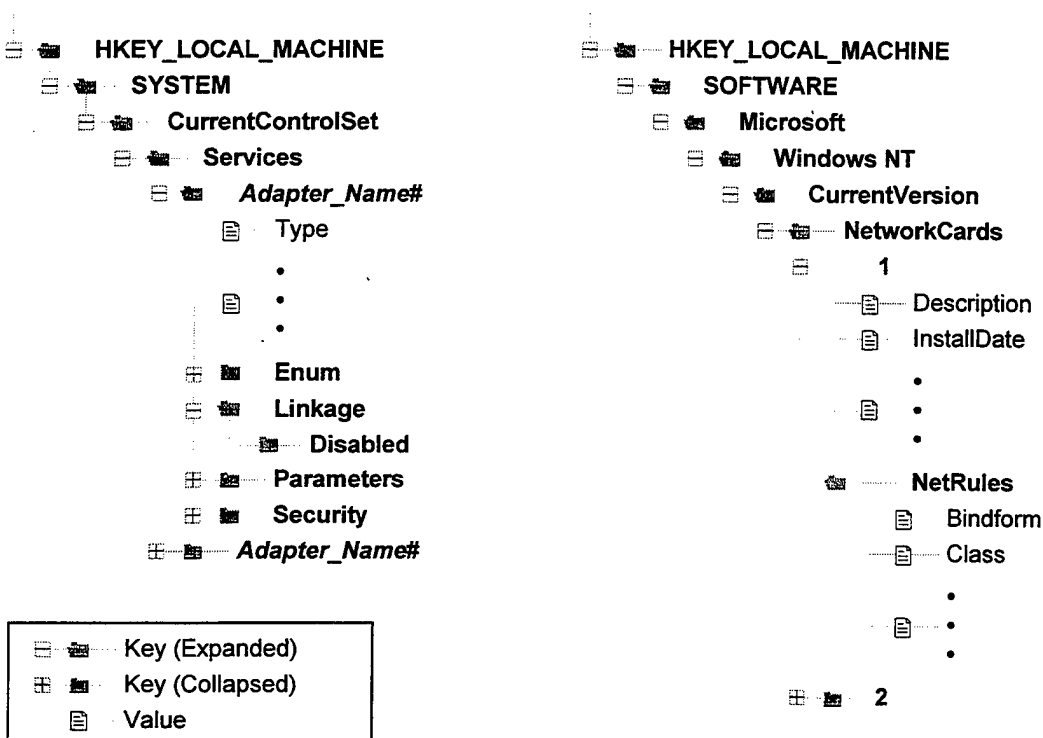 HKEY_LOCAL_MACHINE
SYSTEM
CurrentControlSet
Services
Adapter_Name#
Type
•
•
•
Enum
Linkage
Disabled
Parameters
Security
Adapter_Name#
Key (Expanded)
Key (Collapsed)
Value
HKEY_LOCAL_MACHINE
SOFTWARE
Microsoft
Windows NT
CurrentVersion
NetworkCards
1
Description
InstallDate
•
•
•
NetRules
Bindform
Class
•
•
•
2